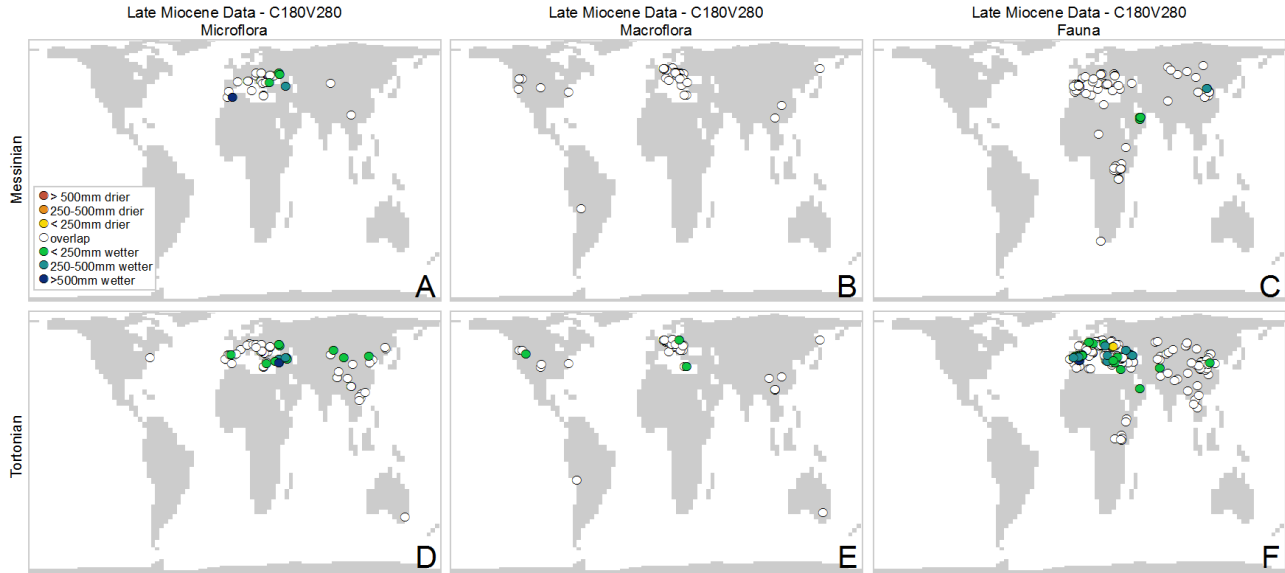 Late Miocene Data - C180V280
Microflora
Late Miocene Data - C180V280
Macroflora
Late Miocene Data - C180V280
Fauna
Messinian
> 500mm drier
250-500mm drier
< 250mm drier
overlap
< 250mm wetter
250-500mm wetter
>500mm wetter
A
B
C
Tortonian
D
E
F